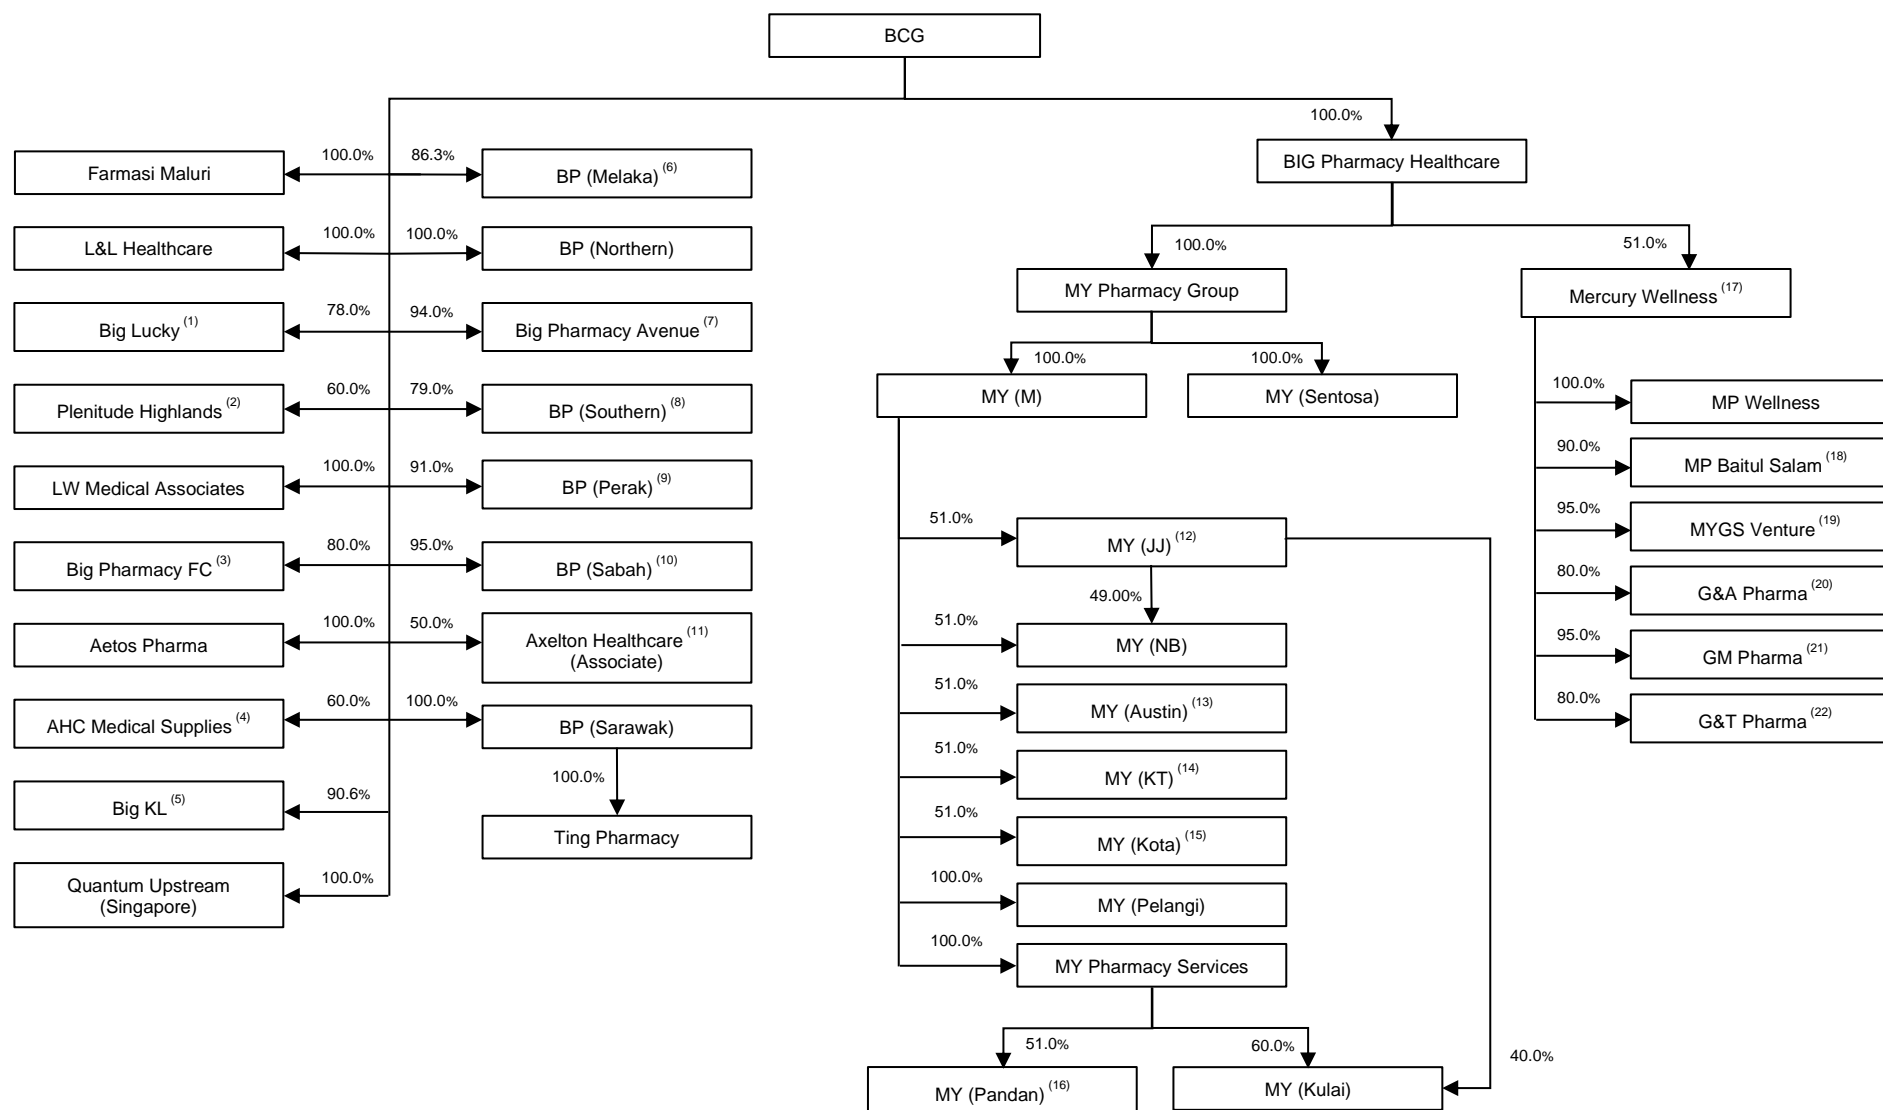 BCG
100.0%
BIG Pharmacy Healthcare
100.0% 86.3%
Farmasi Maluri
BP (Melaka) (6)
100.0% 100.0%
L&L Healthcare
BP (Northern)
78.0% 94.0%
Big Lucky (1)
Big Pharmacy Avenue (7)
60.0% 79.0%
Plenitude Highlands (2)
BP (Southern) (8)
100.0% 91.0%
LW Medical Associates
BP (Perak) (9)
80.0% 95.0%
Big Pharmacy FC (3)
BP (Sabah) (10)
100.0% 50.0%
Aetos Pharma
Axelton Healthcare (11)
(Associate)
60.0% 100.0%
AHC Medical Supplies (4)
BP (Sarawak)
100.0%
Ting Pharmacy
90.6%
Big KL (5)
100.0%
Quantum Upstream
(Singapore)
100.0%
MY Pharmacy Group
51.0%
Mercury Wellness (17)
100.0%
MY (M)
100.0%
MY (Sentosa)
51.0%
MY (JJ) (12)
49.00%
51.0%
MY (NB)
51.0%
MY (Austin) (13)
51.0%
MY (KT) (14)
51.0%
MY (Kota) (15)
100.0%
MY (Pelangi)
100.0%
MY Pharmacy Services
51.0%
MY (Pandan) (16)
60.0%
MY (Kulai)
40.0%
100.0%
MP Wellness
90.0%
MP Baitul Salam (18)
95.0%
MYGS Venture (19)
80.0%
G&A Pharma (20)
95.0%
GM Pharma (21)
80.0%
G&T Pharma (22)